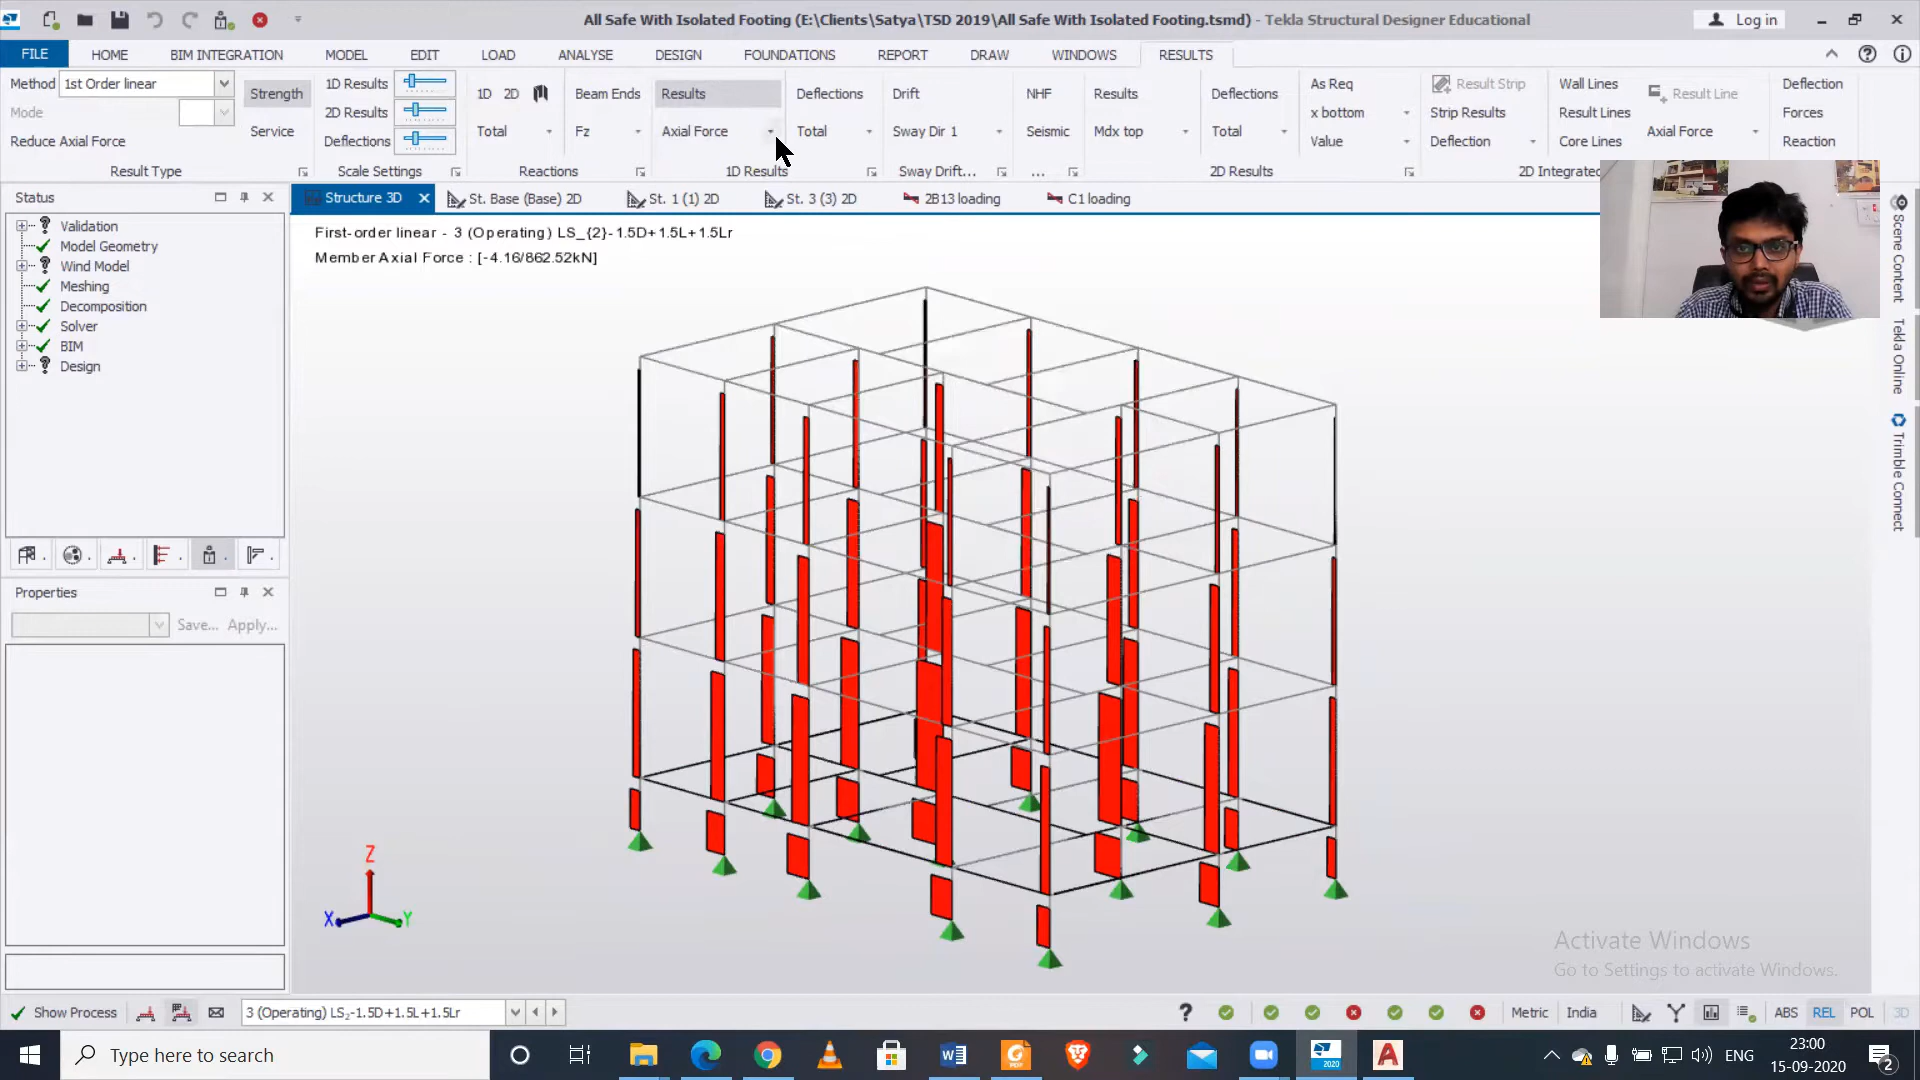 All Safe With Isolated Footing (E:\Clients\Satya\TSD 2019\All Safe With Isolated Footing.tsmd) - Tekla Structural Designer Educational
Log in
FILE HOME BIM INTEGRATION MODEL EDIT LOAD ANALYSE DESIGN FOUNDATIONS REPORT DRAW WINDOWS RESULTS
Method 1st Order linear
Mode
Reduce Axial Force
Strength
Service
Result Type
1D Results
2D Results
Deflections
Scale Settings
1D 2D Beam Ends
Total Fz
Reactions
Results Deflections
Axial Force Total
1D Results
Drift
Sway Dir 1
Sway Drift...
NHF
Seismic
...
Results Deflections As Req
Mdx top Total x bottom
Value
2D Results
Result Strip
Strip Results
Deflection
Wall Lines
Result Lines
Core Lines
Result Line
Axial Force
2D Integrated
Deflection
Forces
Reaction
Status
Validation
Model Geometry
Wind Model
Meshing
Decomposition
Solver
BIM
Design
Structure 3D St. Base (Base) 2D St. 1 (1) 2D St. 3 (3) 2D 2B13 loading C1 loading
First-order linear - 3 (Operating) LS_{2}-1.5D+1.5L+1.5Lr
Member Axial Force : [-4.16/862.52kN]
Scene Content
Tekla Online
Trimble Connect
Properties
Save... Apply...
Z
X
Y
Activate Windows
Go to Settings to activate Windows.
Show Process 3 (Operating) LS₂-1.5D+1.5L+1.5Lr
Metric India ABS REL POL 3D
Type here to search
2020
ENG
23:00
15-09-2020
2